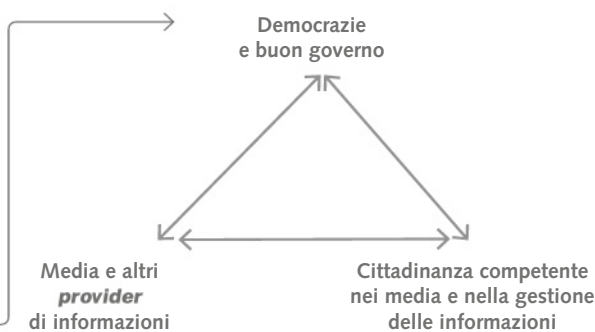 Democrazie
e buon governo
Media e altri
provider
di informazioni
Cittadinanza competente
nei media e nella gestione
delle informazioni